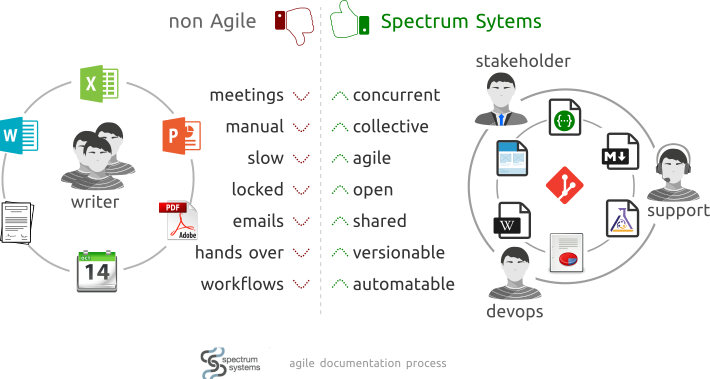 non Agile
Spectrum Sytems
stakeholder
meetings
concurrent
manual
collective
slow
agile
locked
open
emails
shared
hands over
versionable
workflows
automatable
X
W
P
writer
PDF
Adobe
OCT
14
M
W
support
devops
spectrum
systems
agile documentation process